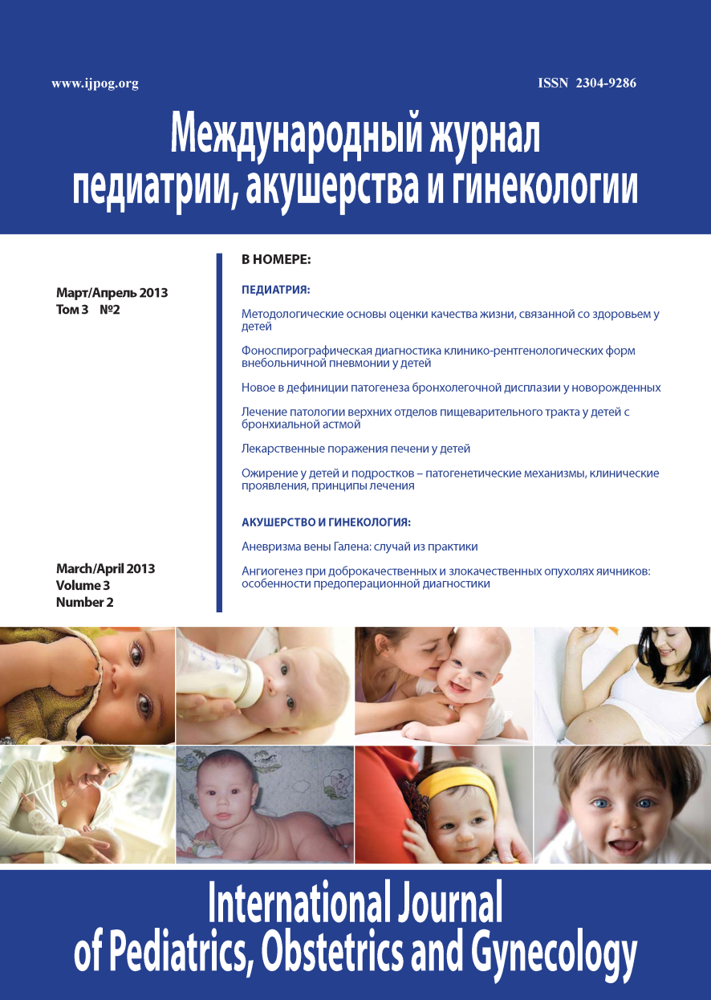 www.ijpog.org ISSN 2304-9286
Международный журнал
педиатрии, акушерства и гинекологии
Март/Апрель 2013
Том 3 №2
В НОМЕРЕ:
ПЕДИАТРИЯ:
Методологические основы оценки качества жизни, связанной со здоровьем у
детей
Фоноспирографическая диагностика клинико-рентгенологических форм
внебольничной пневмонии у детей
Новое в дефиниции патогенеза бронхолегочной дисплазии у новорожденных
Лечение патологии верхних отделов пищеварительного тракта у детей с
бронхиальной астмой
Лекарственные поражения печени у детей
Ожирение у детей и подростков – патогенетические механизмы, клинические
проявления, принципы лечения
АКУШЕРСТВО И ГИНЕКОЛОГИЯ:
Аневризма вены Галена: случай из практики
Ангиогенез при доброкачественных и злокачественных опухолях яичников:
особенности предоперационной диагностики
March/April 2013
Volume 3
Number 2
International Journal
of Pediatrics, Obstetrics and Gynecology